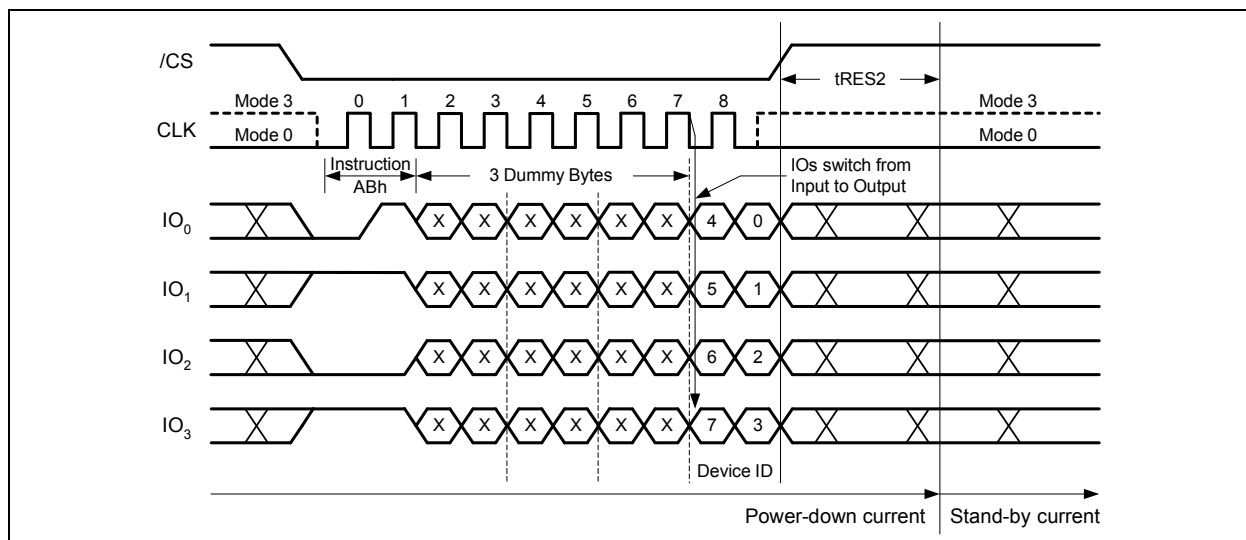 /CS
tRES2
Mode 3 0 1 2 3 4 5 6 7 8 Mode 3
CLK
Mode 0 Mode 0
Instruction
ABh
3 Dummy Bytes
IOs switch from
Input to Output
IO0 X X X X X X 4 0
IO1 X X X X X X 5 1
IO2 X X X X X X 6 2
IO3 X X X X X X 7 3
Device ID
Power-down current Stand-by current